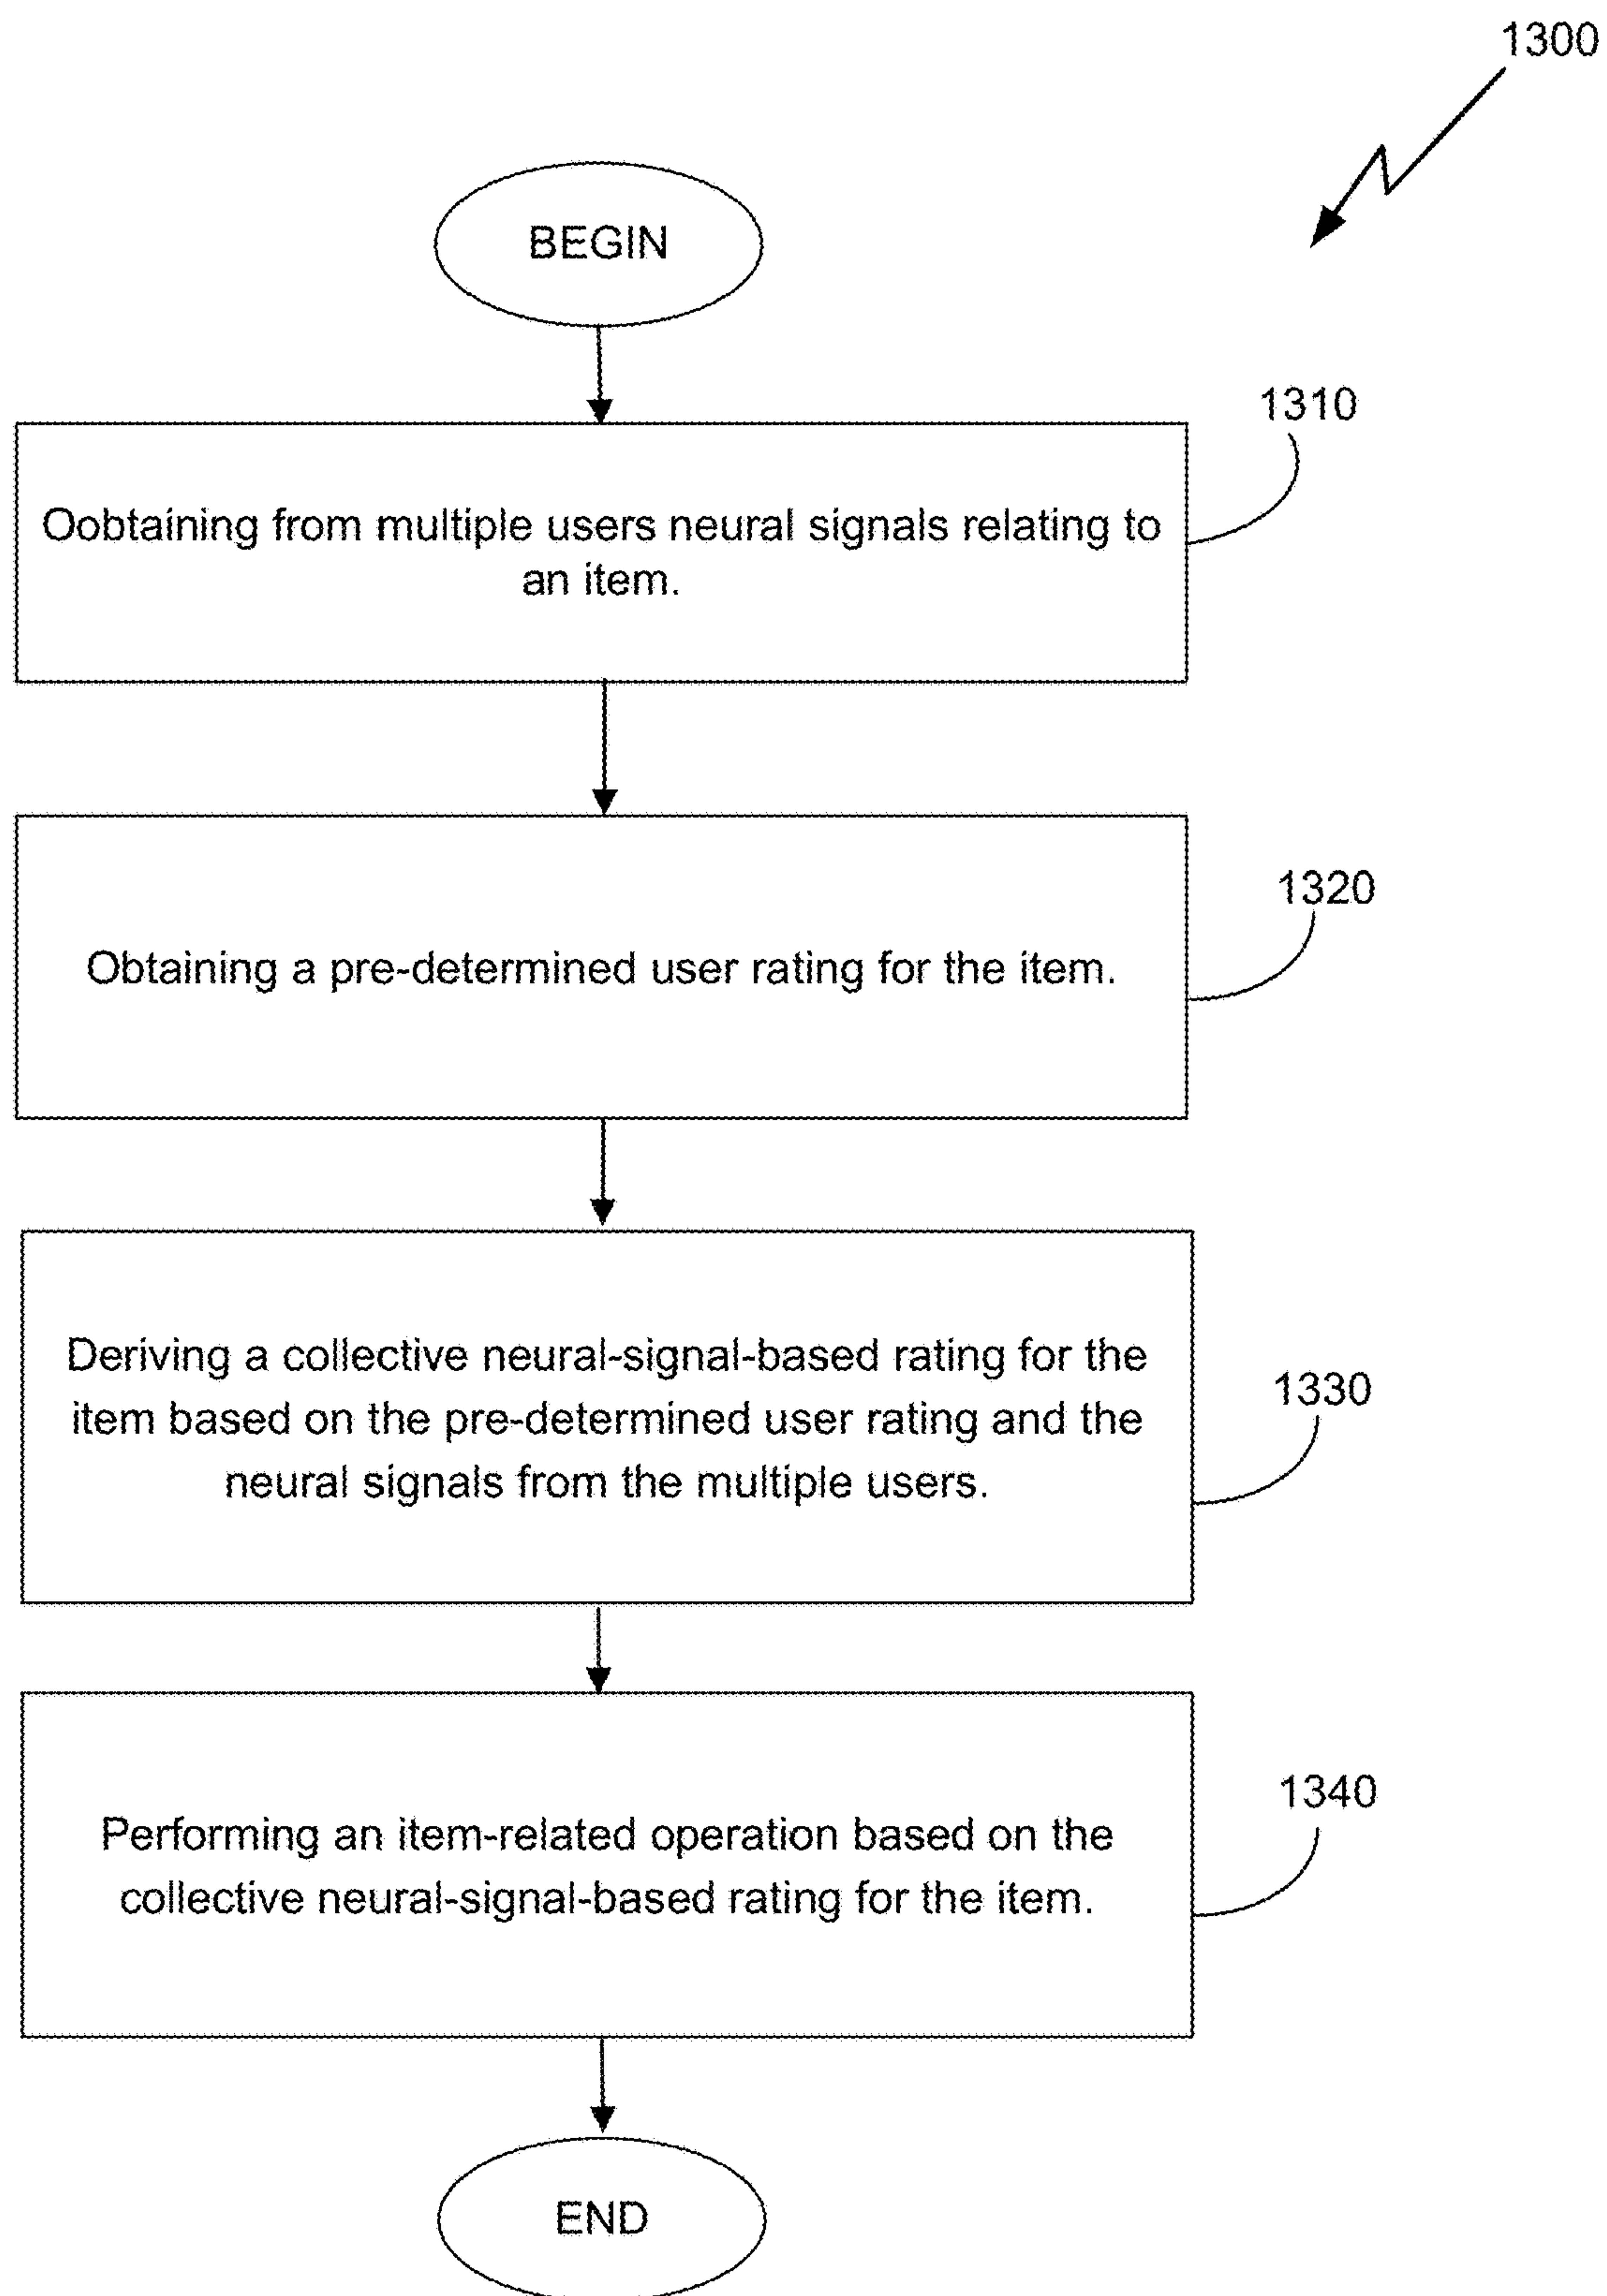 1300
BEGIN
1310
Oobtaining from multiple users neural signals relating to
an item.
1320
Obtaining a pre-determined user rating for the item.
Deriving a collective neural-signal-based rating for the
item based on the pre-determined user rating and the
neural signals from the multiple users.
1330
1340
Performing an item-related operation based on the
collective neural-signal-based rating for the item.
END